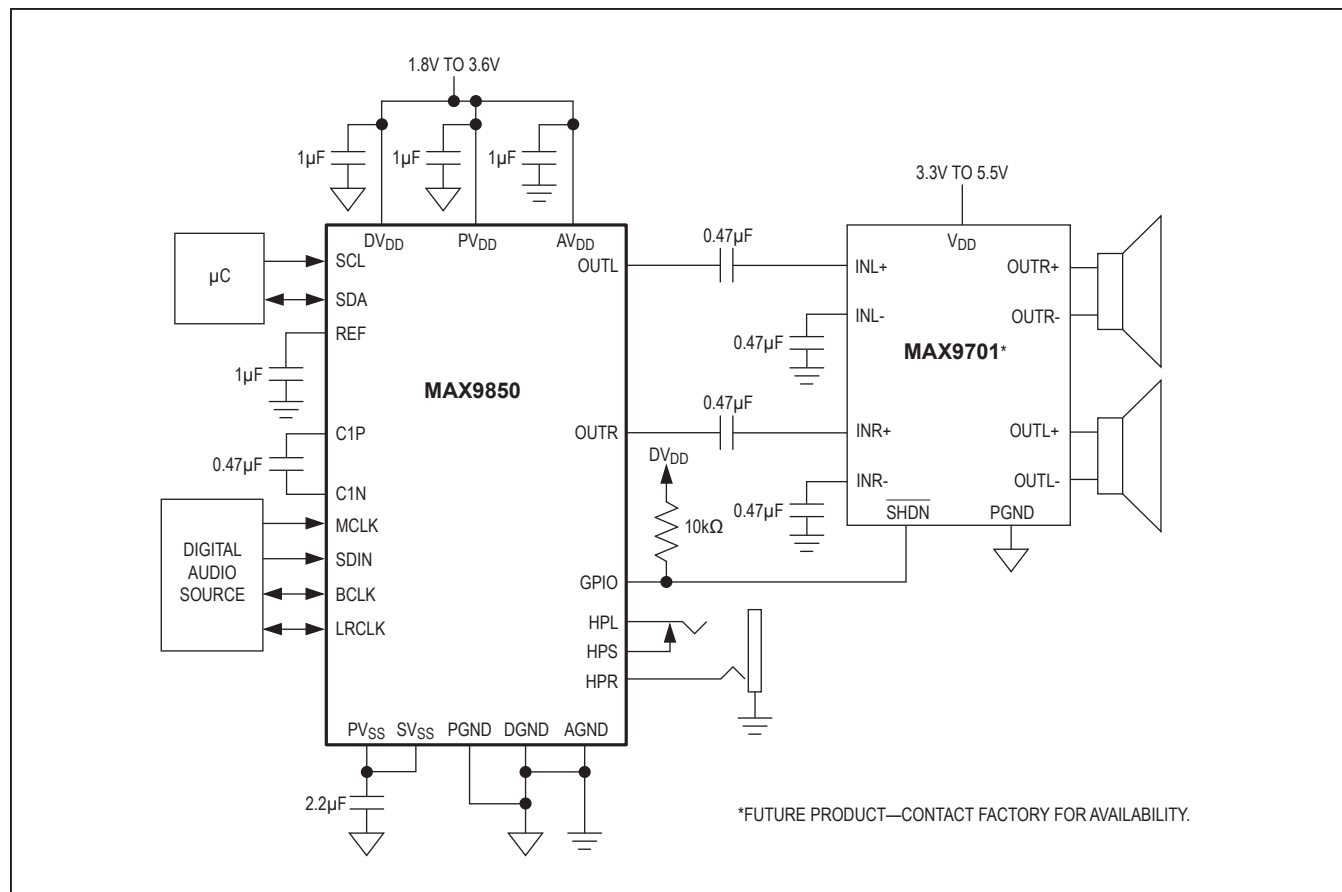 1.8V TO 3.6V
1µF
1µF
1µF
3.3V TO 5.5V
DVDD
PVDD
AVDD
0.47µF
VDD
µC
SCL
OUTL
INL+
OUTR+
SDA
INL-
OUTR-
REF
0.47µF
MAX9701*
1µF
MAX9850
0.47µF
C1P
OUTR
INR+
OUTL+
0.47µF
DVDD
C1N
INR-
OUTL-
0.47µF
SHDN
PGND
10kΩ
DIGITAL
AUDIO
SOURCE
MCLK
SDIN
BCLK
LRCLK
GPIO
HPL
HPS
HPR
PVSS
SVSS
PGND
DGND
AGND
2.2µF
*FUTURE PRODUCT—CONTACT FACTORY FOR AVAILABILITY.